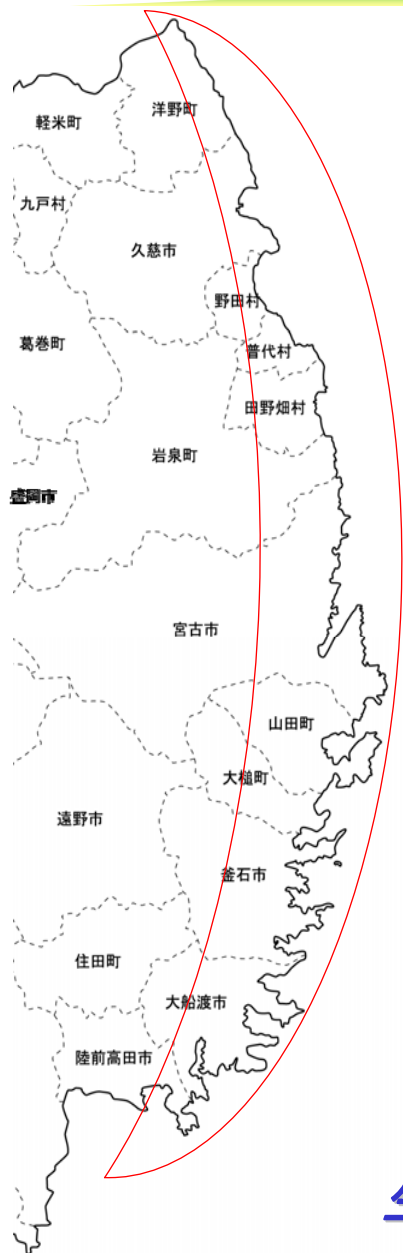 洋野町
軽米町
九戸村
久慈市
野田村
葛巻町
普代村
田野畑村
岩泉町
盛岡市
宮古市
山田町
大槌町
遠野市
釜石市
住田町
大船渡市
陸前高田市